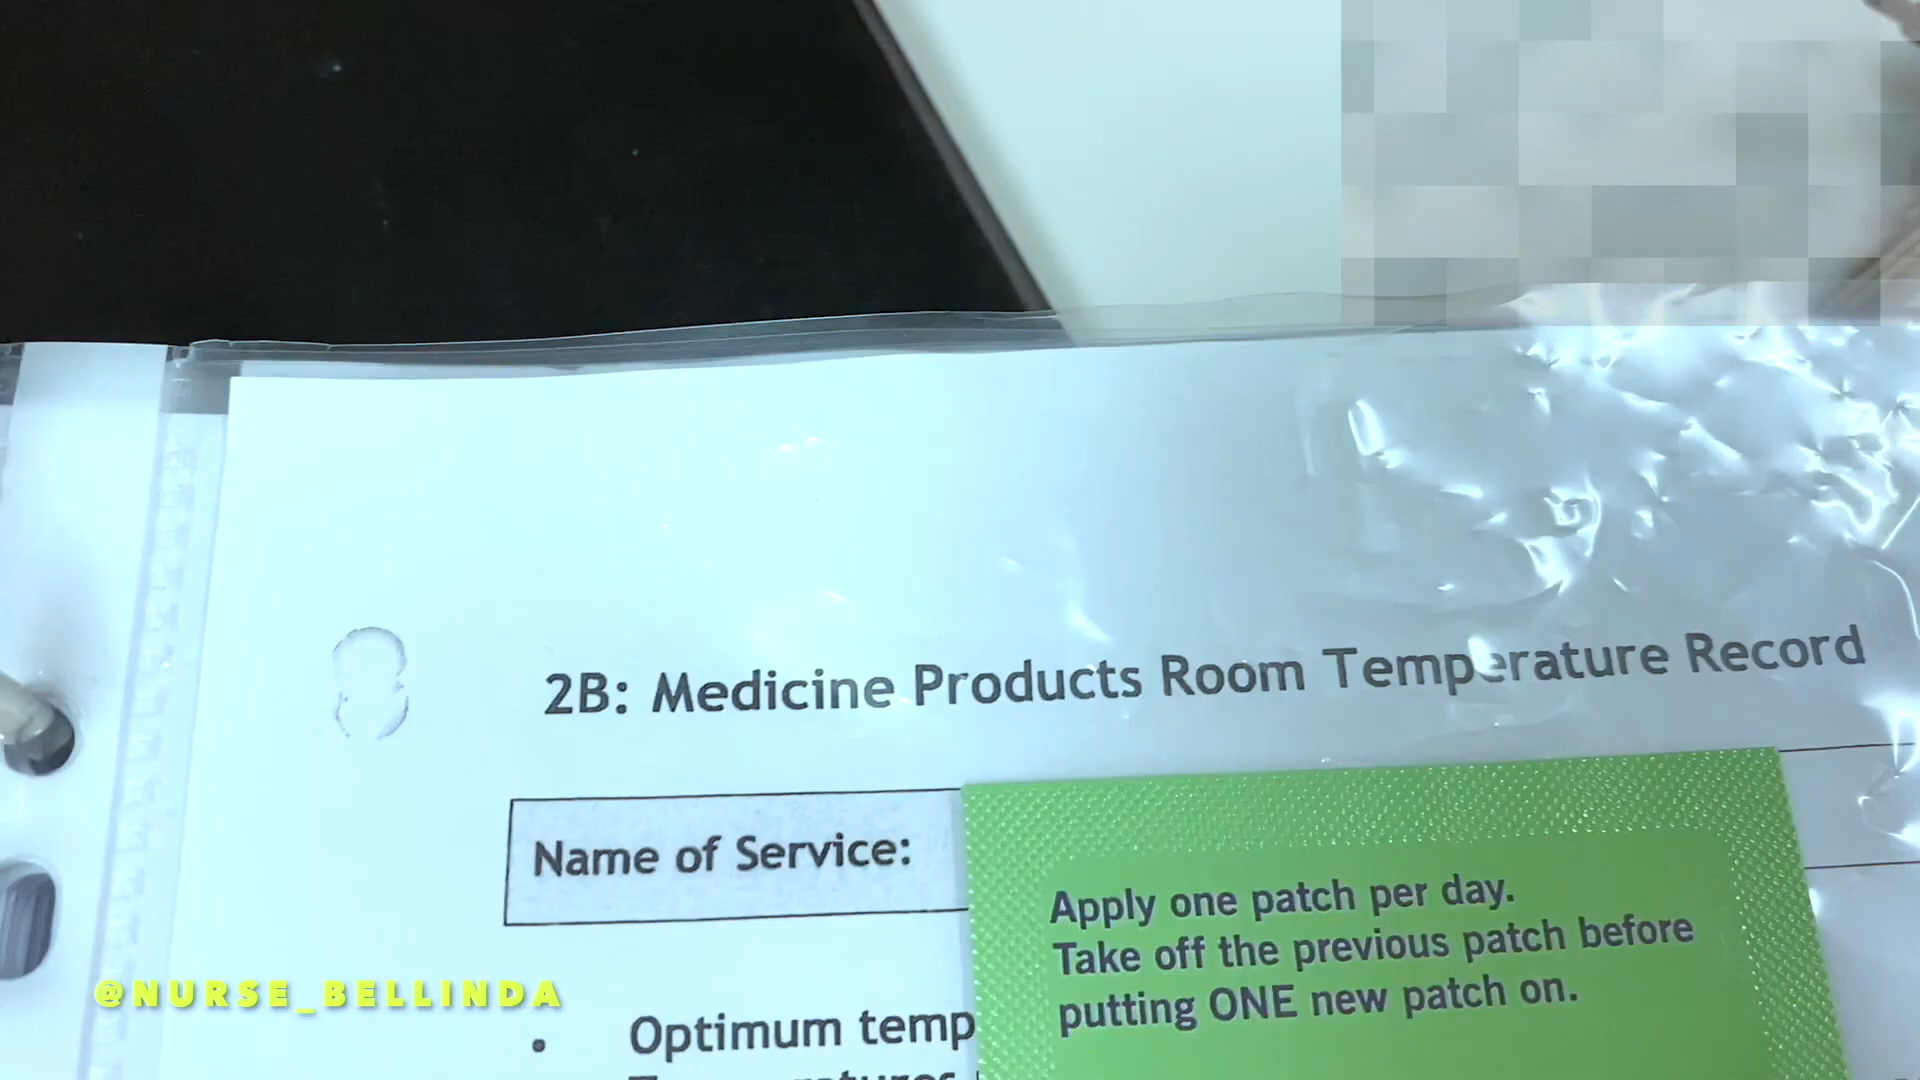 2B: Medicine Products Room Temperature Record
Name of Service:
Apply one patch per day.
Take off the previous patch before
putting ONE new patch on.
• Optimum temp
@NURSE_BELLINDA